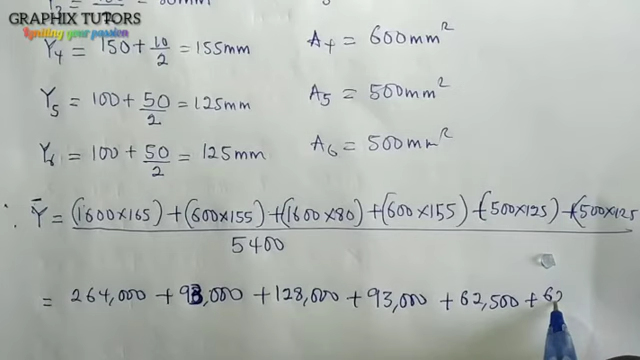 GRAPHIX TUTORS
Igniting your passion
Y4 = 150 + 10/2 = 155mm
A4 = 600mm²
Y5 = 100 + 50/2 = 125mm
A5 = 500mm²
Y6 = 100 + 50/2 = 125mm
A6 = 500mm²
∴ Ȳ = (1600×165) + (600×155) + (1600×80) + (600×155) + (500×125) + (500×125
5400
= 264,000 + 93,000 + 128,000 + 93,000 + 62,500 + 62